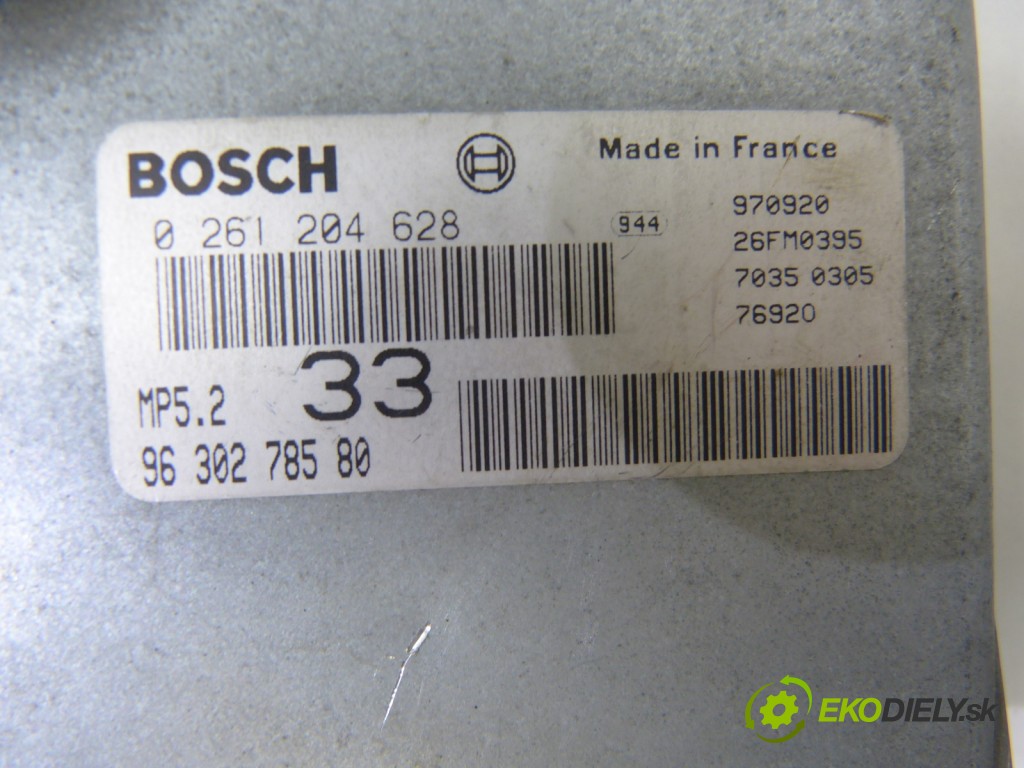 BOSCH
Made in France
0 261 204 628
944
970920
26FM0395
7035 0305
76920
MP5.2
33
96 302 785 80
EKODIELY.sk